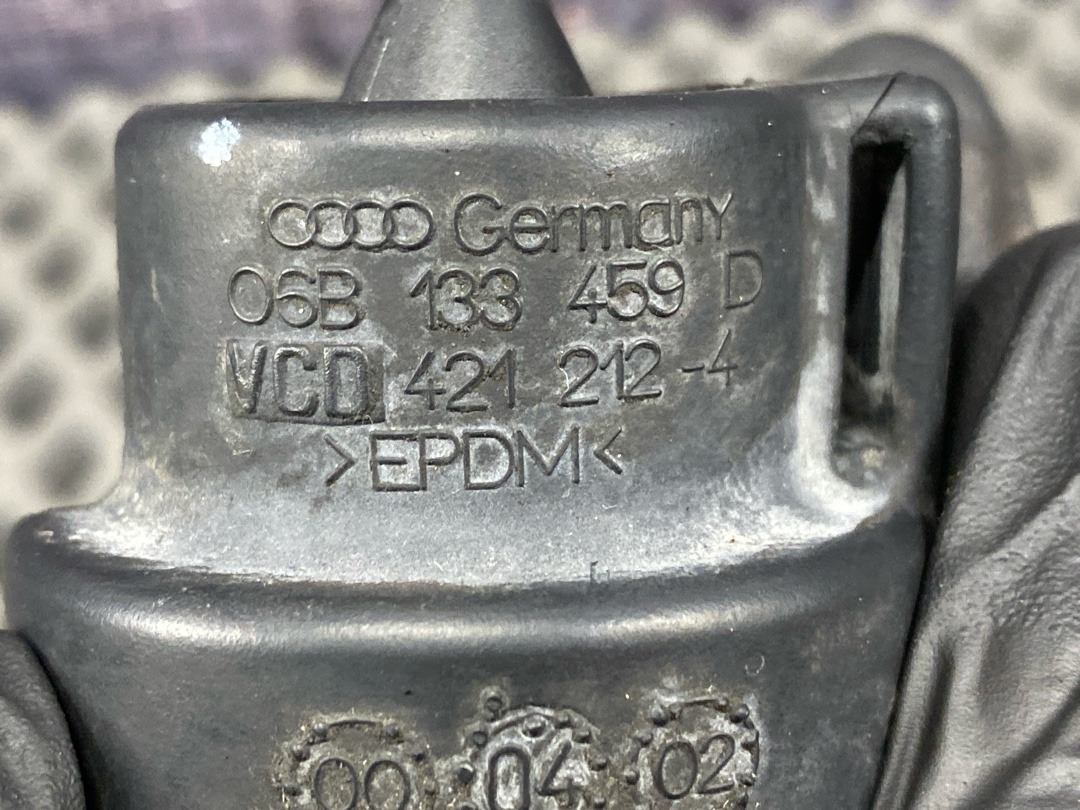 Germany
06B 133 459 D
VCD 421 212-4
>EPDM<
00 04 02